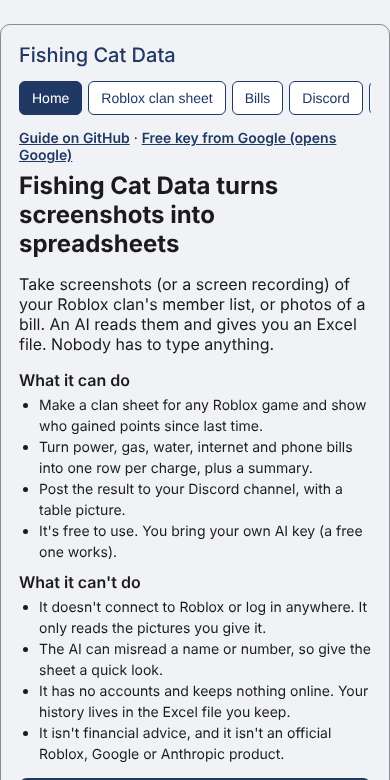 Fishing Cat Data
Home
Roblox clan sheet
Bills
Discord
Guide on GitHub · Free key from Google (opens
Google)
Fishing Cat Data turns
screenshots into
spreadsheets
Take screenshots (or a screen recording) of
your Roblox clan's member list, or photos of a
bill. An AI reads them and gives you an Excel
file. Nobody has to type anything.
What it can do
• Make a clan sheet for any Roblox game and show
who gained points since last time.
• Turn power, gas, water, internet and phone bills
into one row per charge, plus a summary.
• Post the result to your Discord channel, with a
table picture.
• It's free to use. You bring your own AI key (a free
one works).
What it can't do
• It doesn't connect to Roblox or log in anywhere. It
only reads the pictures you give it.
• The AI can misread a name or number, so give the
sheet a quick look.
• It has no accounts and keeps nothing online. Your
history lives in the Excel file you keep.
• It isn't financial advice, and it isn't an official
Roblox, Google or Anthropic product.